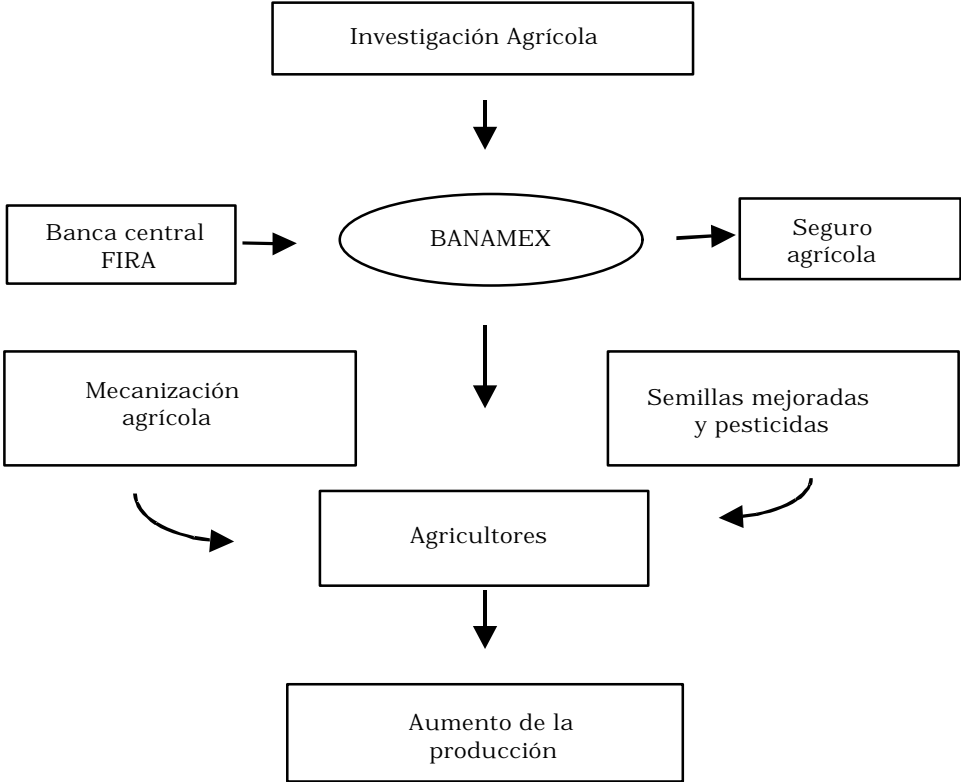 Investigación Agrícola
Banca central
FIRA
BANAMEX
Seguro
agrícola
Mecanización
agrícola
Semillas mejoradas
y pesticidas
Agricultores
Aumento de la
producción